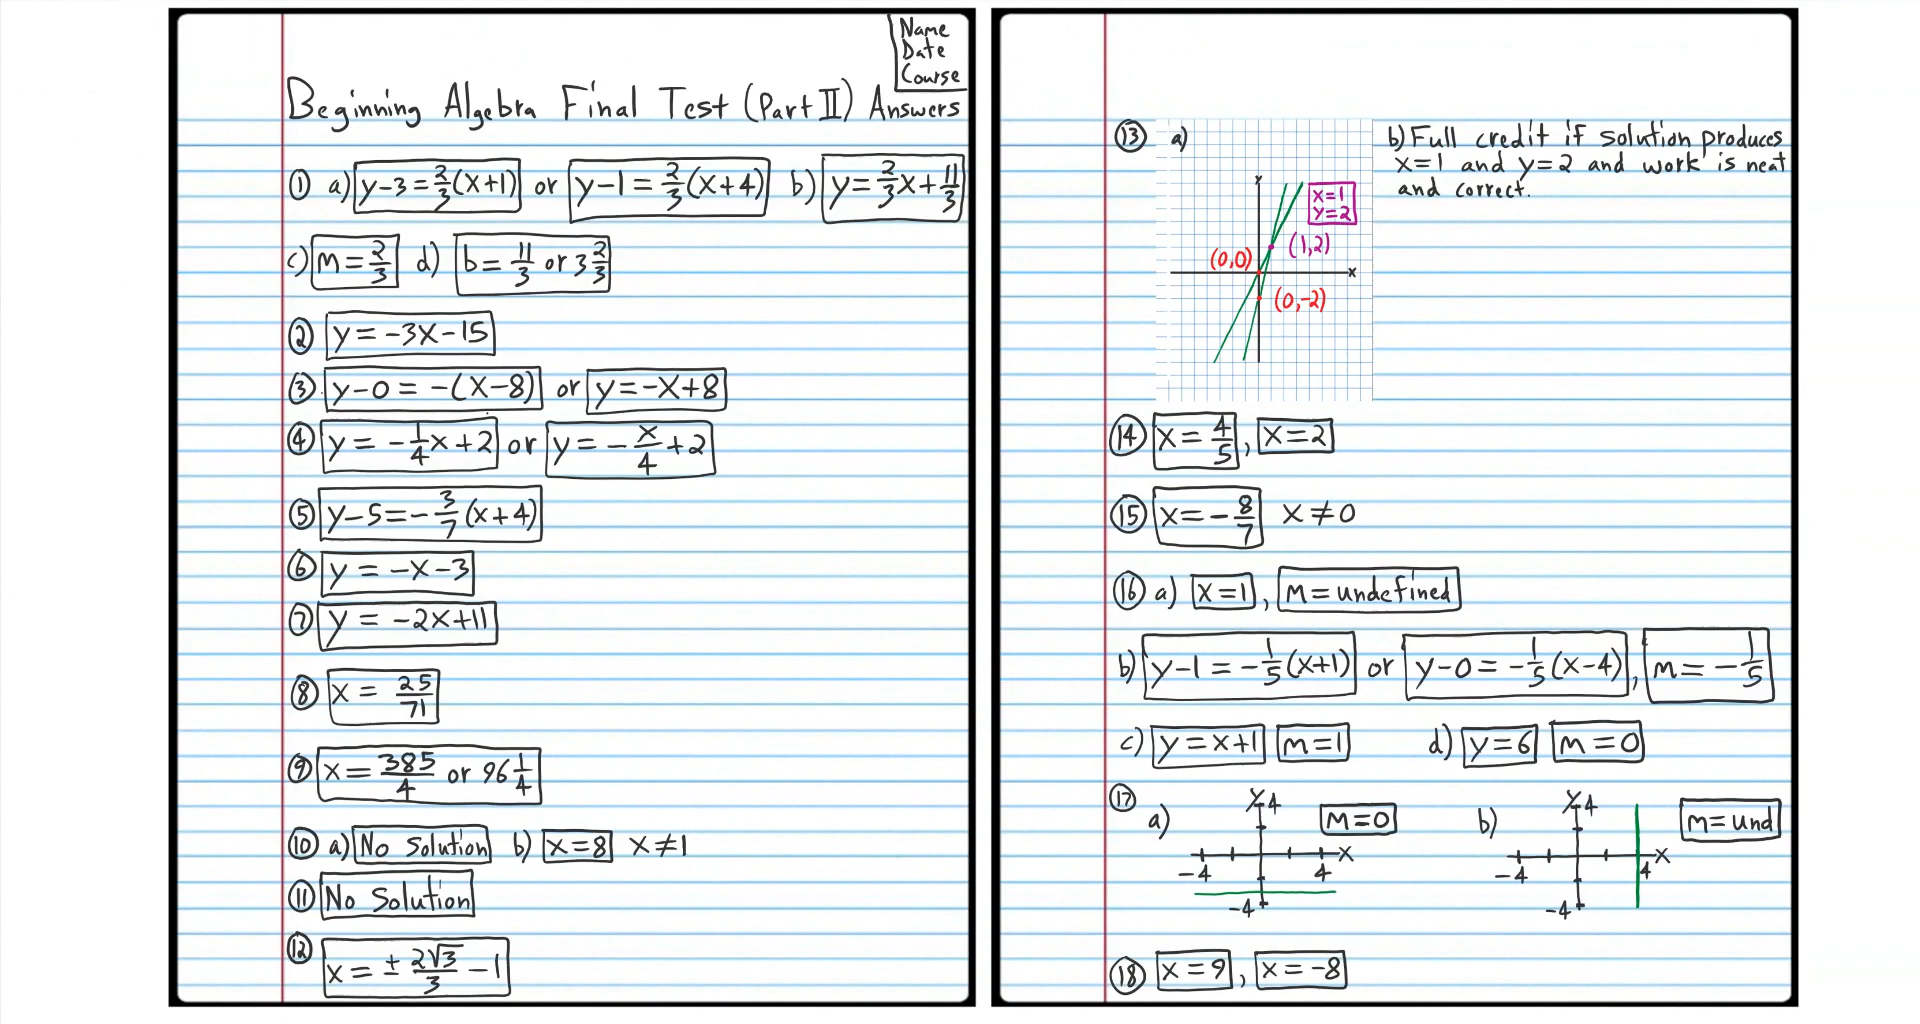 Name
Date
Course
Beginning Algebra Final Test (Part II) Answers
① a) y-3=2/3(x+1) or y-1=2/3(x+4) b) y=2/3x+11/3
c) m=2/3 d) b=11/3 or 3 2/3
② y=-3x-15
③ y-0=-(x-8) or y=-x+8
④ y=-1/4x+2 or y=-x/4+2
⑤ y-5=-3/7(x+4)
⑥ y=-x-3
⑦ y=-2x+11
⑧ x=25/71
⑨ x=385/4 or 96 1/4
⑩ a) No Solution b) x=8 x≠1
⑪ No Solution
⑫ x=±2√3/3-1
⑬ a)
y
x=1
y=2
(1,2)
(0,0)
x
(0,-2)
b) Full credit if solution produces
x=1 and y=2 and work is neat
and correct.
⑭ x=4/5, x=2
⑮ x=-8/7 x≠0
⑯ a) x=1, m=undefined
b) y-1=-1/5(x+1) or y-0=-1/5(x-4), m=-1/5
c) y=x+1 m=1 d) y=6 m=0
⑰
a) y 4 m=0
x
-4 4
-4
b) y 4 m=und
x
-4 4
-4
⑱ x=9, x=-8